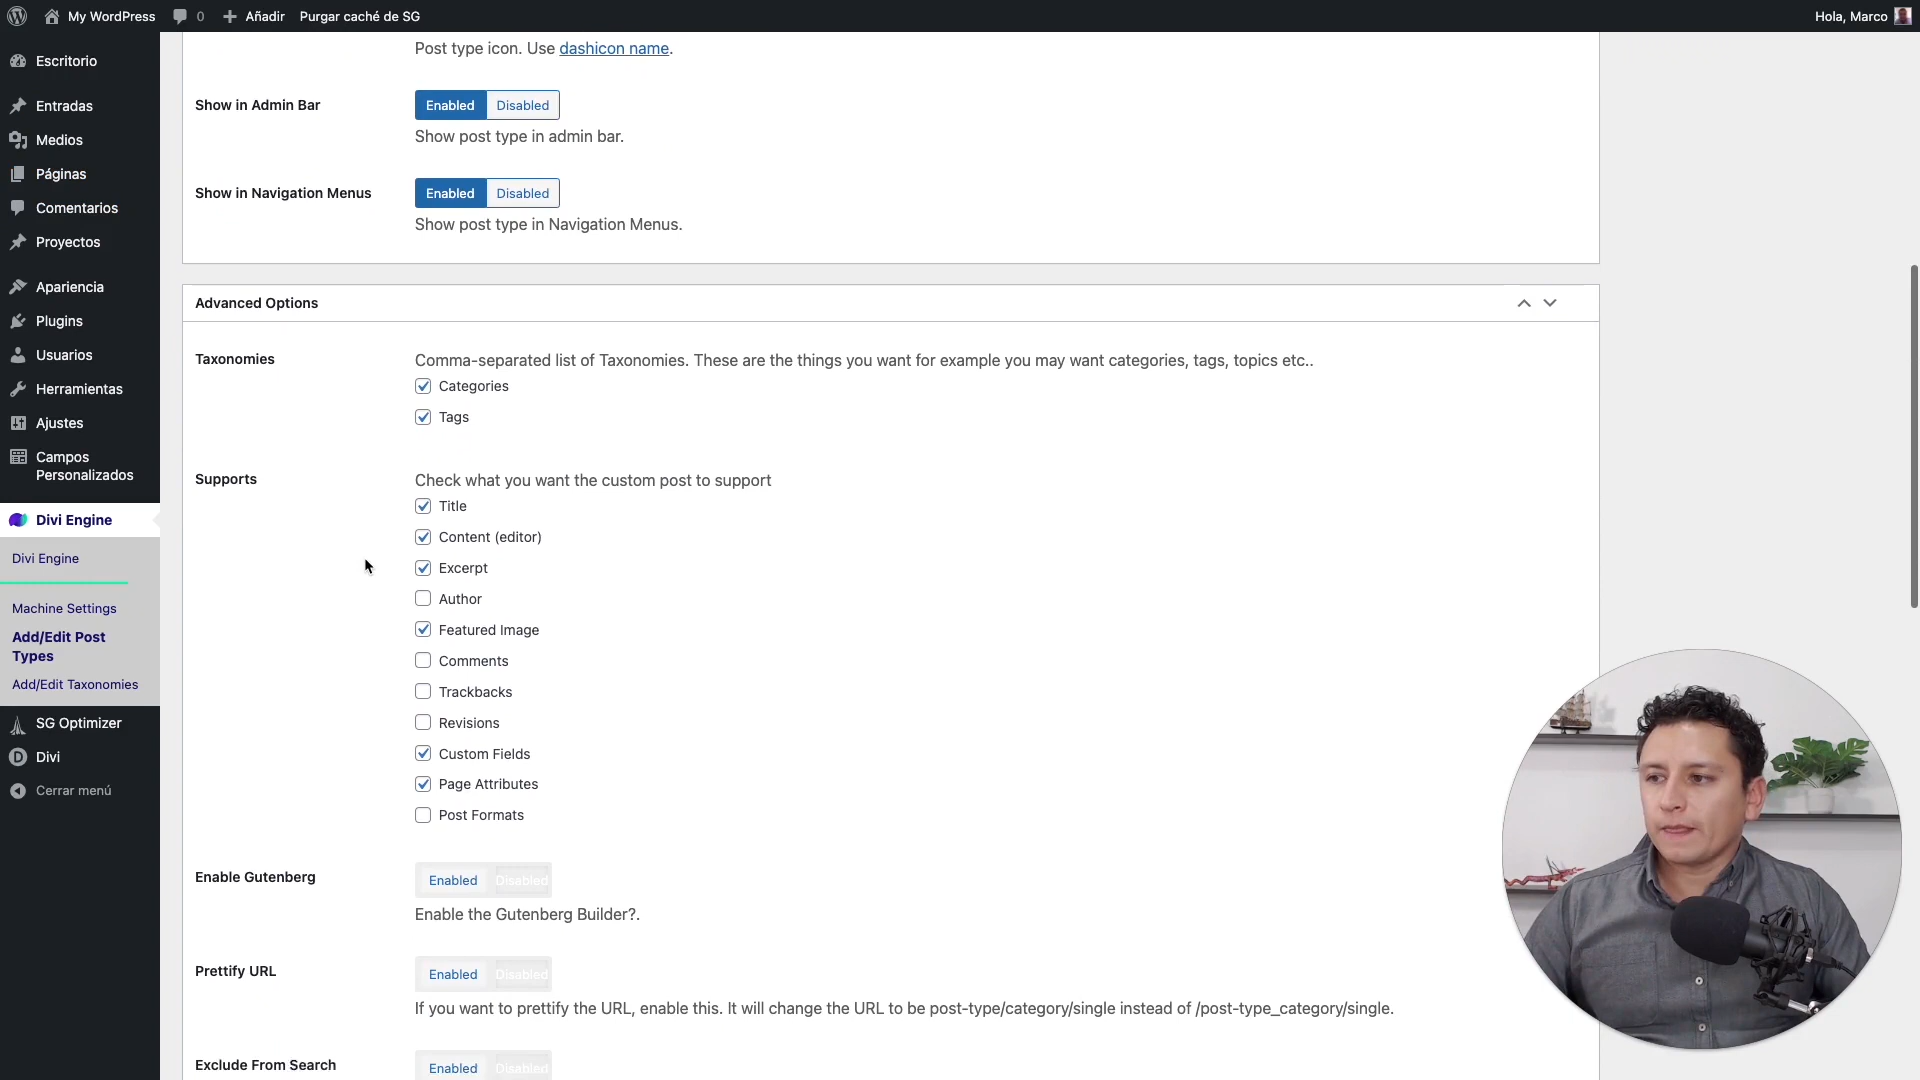 My WordPress
0
Añadir
Purgar caché de SG
Hola, Marco
Escritorio
Entradas
Medios
Páginas
Comentarios
Proyectos
Apariencia
Plugins
Usuarios
Herramientas
Ajustes
Campos
Personalizados
Divi Engine
Divi Engine
Machine Settings
Add/Edit Post
Types
Add/Edit Taxonomies
SG Optimizer
Divi
Cerrar menú
Post type icon. Use dashicon name.
Show in Admin Bar
Enabled Disabled
Show post type in admin bar.
Show in Navigation Menus
Enabled Disabled
Show post type in Navigation Menus.
Advanced Options
Taxonomies
Comma-separated list of Taxonomies. These are the things you want for example you may want categories, tags, topics etc..
Categories
Tags
Supports
Check what you want the custom post to support
Title
Content (editor)
Excerpt
Author
Featured Image
Comments
Trackbacks
Revisions
Custom Fields
Page Attributes
Post Formats
Enable Gutenberg
Enabled Disabled
Enable the Gutenberg Builder?.
Prettify URL
Enabled Disabled
If you want to prettify the URL, enable this. It will change the URL to be post-type/category/single instead of /post-type_category/single.
Exclude From Search
Enabled Disabled